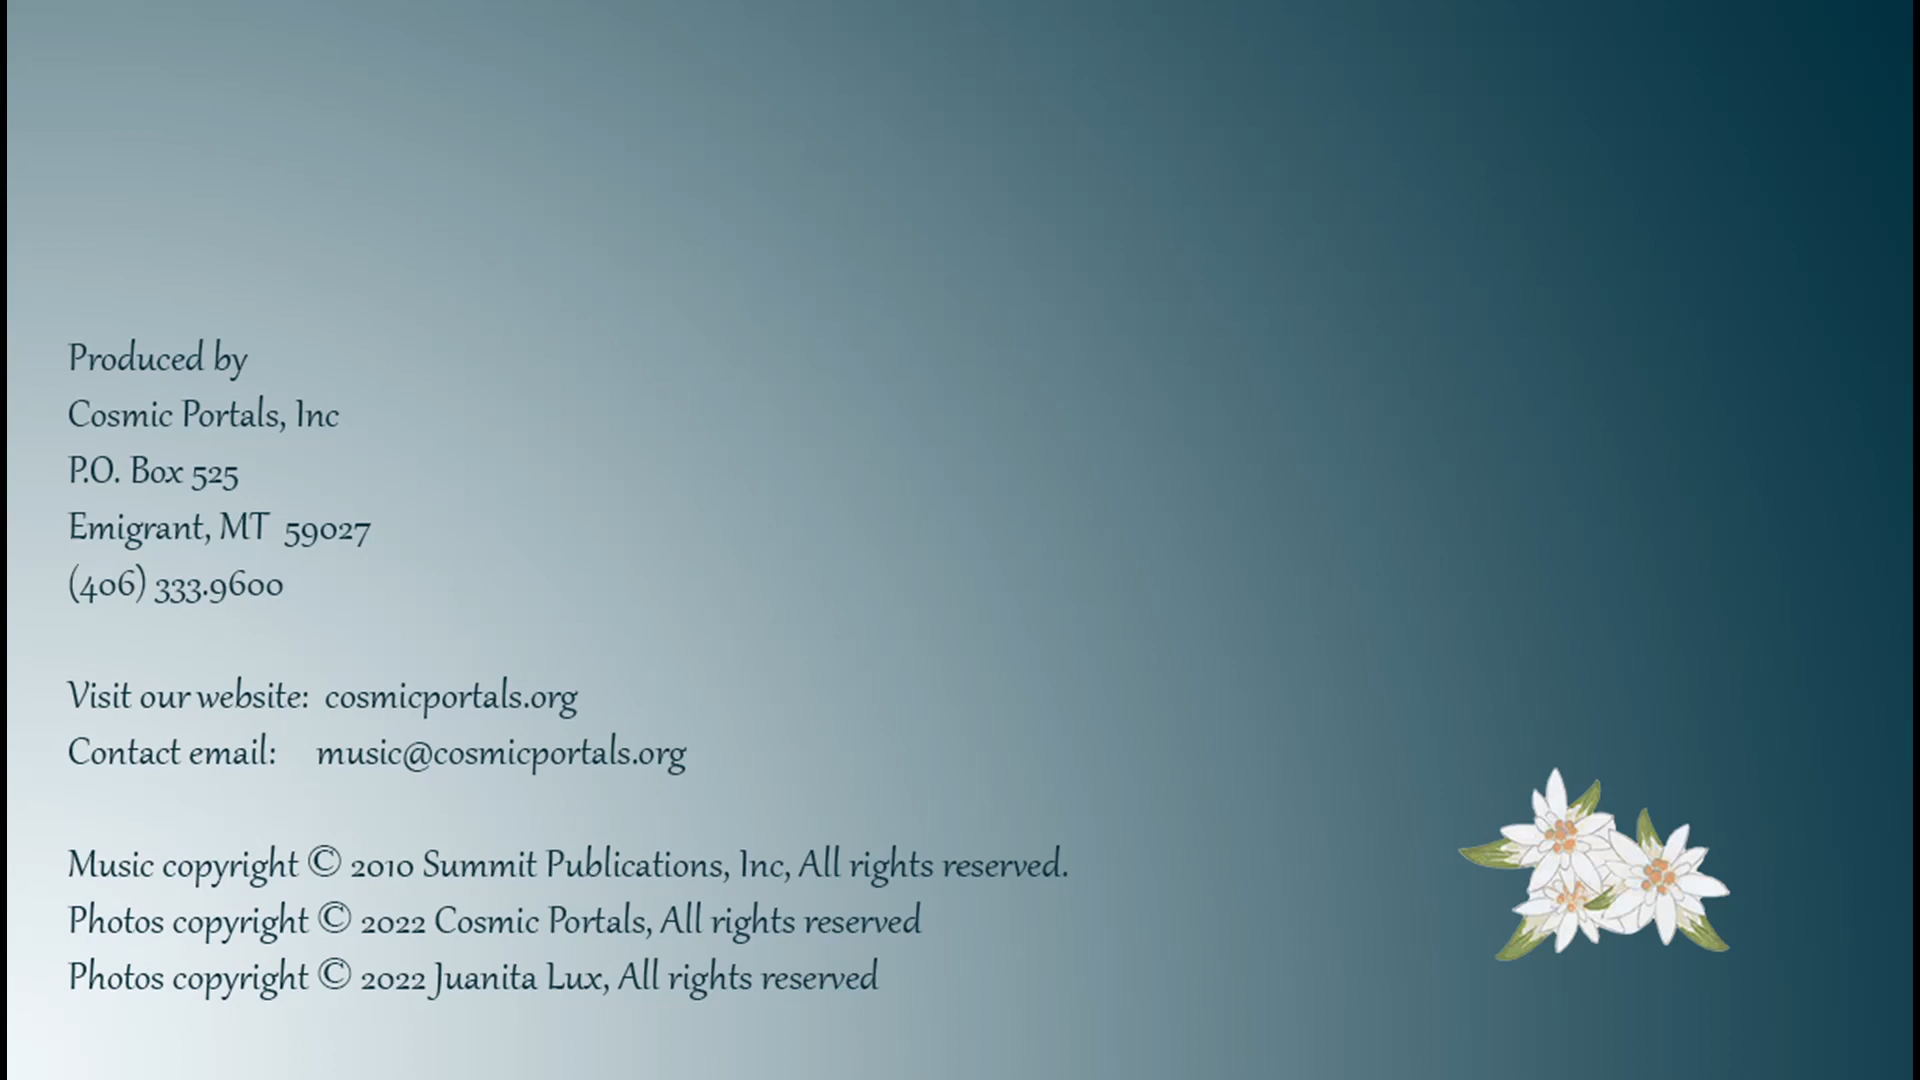 Produced by
Cosmic Portals, Inc
P.O. Box 525
Emigrant, MT 59027
(406) 333.9600
Visit our website: cosmicportals.org
Contact email: music@cosmicportals.org
Music copyright © 2010 Summit Publications, Inc, All rights reserved.
Photos copyright © 2022 Cosmic Portals, All rights reserved
Photos copyright © 2022 Juanita Lux, All rights reserved